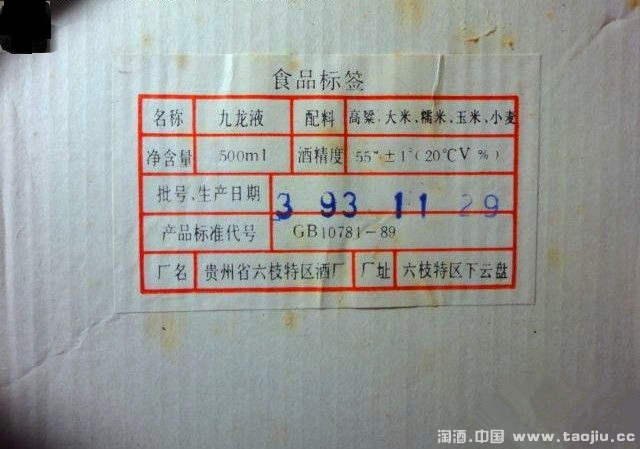 食品标签
名称 九龙液 配料 高粱、大米、糯米、玉米、小麦
净含量 500ml 酒精度 55°±1°(20℃V %)
批号、生产日期 3 93 11 29
产品标准代号 GB10781-89
厂名 贵州省六枝特区酒厂 厂址 六枝特区下云盘
淘酒.中国 www.taojiu.cc